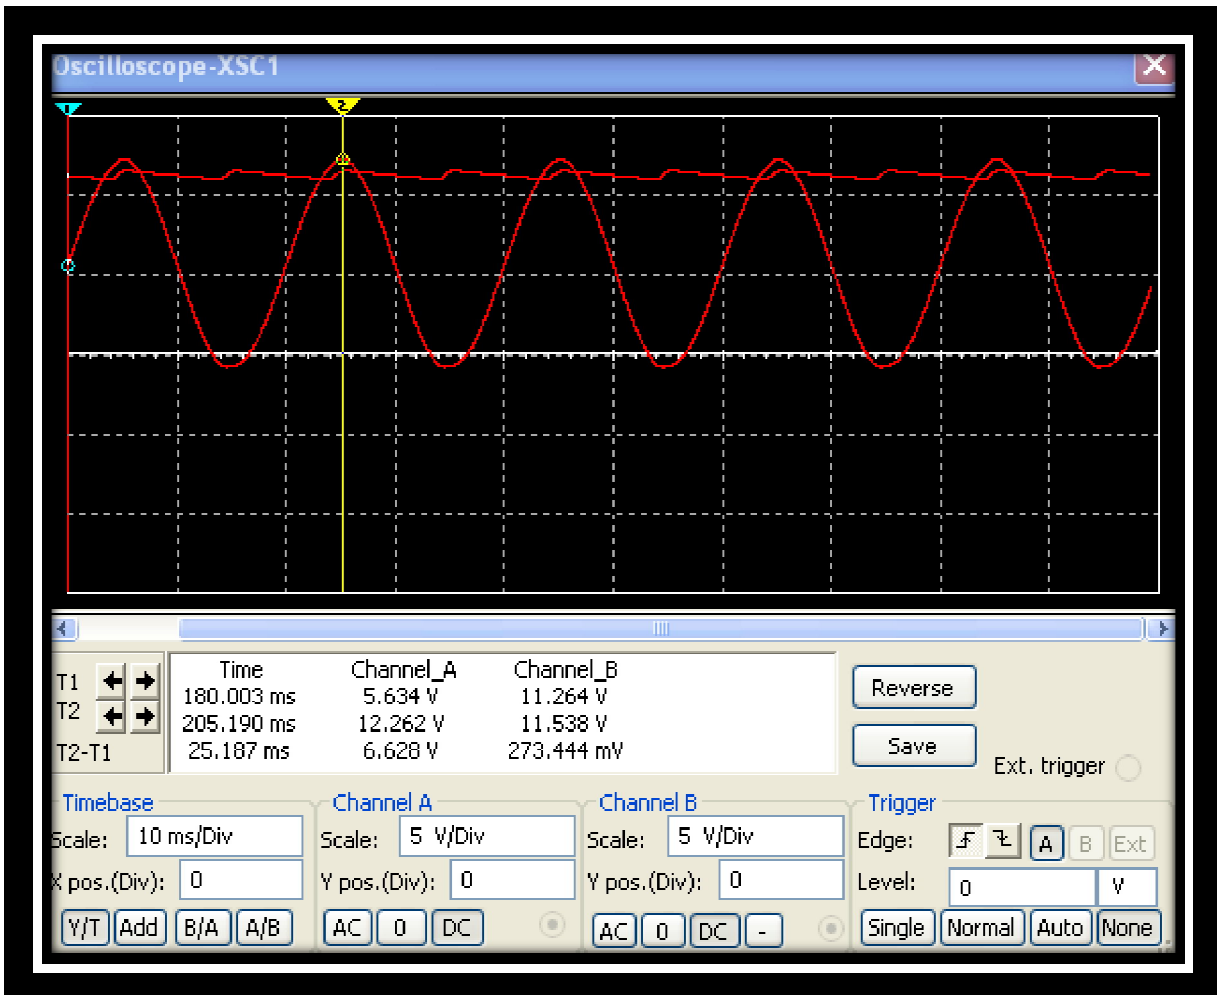 Oscilloscope-XSC1
1
2
Time Channel_A Channel_B
T1 180.003 ms 5.634 V 11.264 V
T2 205.190 ms 12.262 V 11.538 V
T2-T1 25.187 ms 6.628 V 273.444 mV
Reverse
Save
Ext. trigger
Timebase Channel A Channel B Trigger
Scale: 10 ms/Div Scale: 5 V/Div Scale: 5 V/Div Edge: A B Ext
X pos.(Div): 0 Y pos.(Div): 0 Y pos.(Div): 0 Level: 0 V
Y/T Add B/A A/B AC 0 DC AC 0 DC - Single Normal Auto None